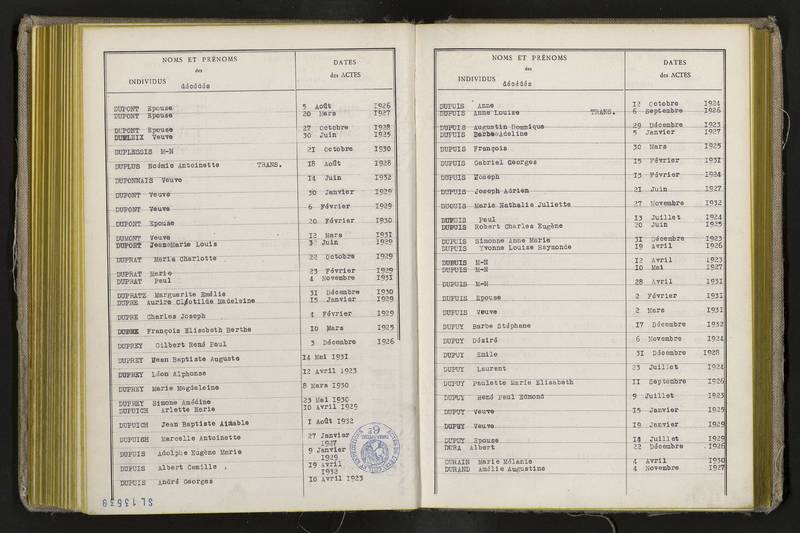 NOMS ET PRÉNOMS
des
INDIVIDUS
décédés
DATES
des ACTES
DUPONT Epouse 5 Août 1926
DUPONT Epouse 20 Mars 1927
DUPONT Epouse 27 Octobre 1928
DUPLEIX Veuve 30 Juin 1925
DUPLESSIS M-N 21 Octobre 1930
DUPLUS Noémie Antoinette TRANS. 18 Août 1928
DUPONNAIS Veuve 14 Juin 1932
DUPONT Veuve 30 Janvier 1929
DUPONT Veuve 6 Février 1929
DUPONT Epouse 20 Février 1930
DUPONT Veuve 12 Mars 1931
DUPONT Jean Marie Louis 3 Juin 1929
DUPRAT Maria Charlotte 22 Octobre 1929
DUPRAT Marie 23 Février 1929
DUPRAT Paul 4 Novembre 1931
DUPRATZ Marguerite Emélie 31 Décembre 1930
DUPRE Aurire Clotilde Madeleine 15 Janvier 1929
DUPRE Charles Joseph 4 Février 1929
DUPRE François Elisabeth Berthe 10 Mars 1925
DUPREY Gilbert René Paul 3 Décembre 1926
DUPREY Jean Baptiste Auguste 14 Mai 1931
DUPREY Léon Alphonse 12 Avril 1923
DUPREY Marie Magdeleine 8 Mars 1930
DUPREY Simone Amédine 23 Mai 1930
DUPUICH Arlette Marie 10 Avril 1929
DUPUICH Jean Baptiste Aimable 1 Août 1932
DUPUISH Marcelle Antoinette 27 Janvier 1927
DUPUIS Adolphe Eugène Marie 9 Janvier 1929
DUPUIS Albert Camille 19 Avril 1932
DUPUIS André Georges 10 Avril 1923
SL 13639
NOMS ET PRÉNOMS
des
INDIVIDUS
décédés
DATES
des ACTES
DUPUIS Anne 12 Octobre 1924
DUPUIS Anne Louise TRANS. 6 Septembre 1926
DUPUIS Augustin Dominique 29 Décembre 1923
DUPUIS Barbe Adeline 5 Janvier 1927
DUPUIS François 30 Mars 1925
DUPUIS Gabriel Georges 15 Février 1931
DUPUIS Joseph 13 Février 1924
DUPUIS Joseph Adrien 21 Juin 1927
DUPUIS Marie Nathalie Juliette 27 Novembre 1932
DUPUIS Paul 13 Juillet 1924
DUPUIS Robert Charles Eugène 20 Juin 1925
DUPUIS Simonne Anne Marie 31 Décembre 1923
DUPUIS Yvonne Louise Raymonde 19 Avril 1926
DUPUIS M-N 12 Avril 1923
DUPUIS M-N 10 Mai 1927
DUPUIS M-N 28 Avril 1931
DUPUIS Epouse 2 Février 1931
DUPUIS Veuve 2 Mars 1931
DUPUY Barbe Stéphane 17 Décembre 1932
DUPUY Désiré 6 Novembre 1924
DUPUY Emile 31 Décembre 1928
DUPUY Laurent 23 Juillet 1924
DUPUY Paulette Marie Elisabeth 11 Septembre 1926
DUPUY René Paul Edmond 9 Juillet 1923
DUPUY Veuve 15 Janvier 1925
DUPUY Veuve 19 Janvier 1929
DUPUY Epouse 14 Juillet 1929
DURA Albert 22 Décembre 1926
DURAIN Marie Mélanie 4 Avril 1930
DURAND Amélie Augustine 4 Novembre 1927